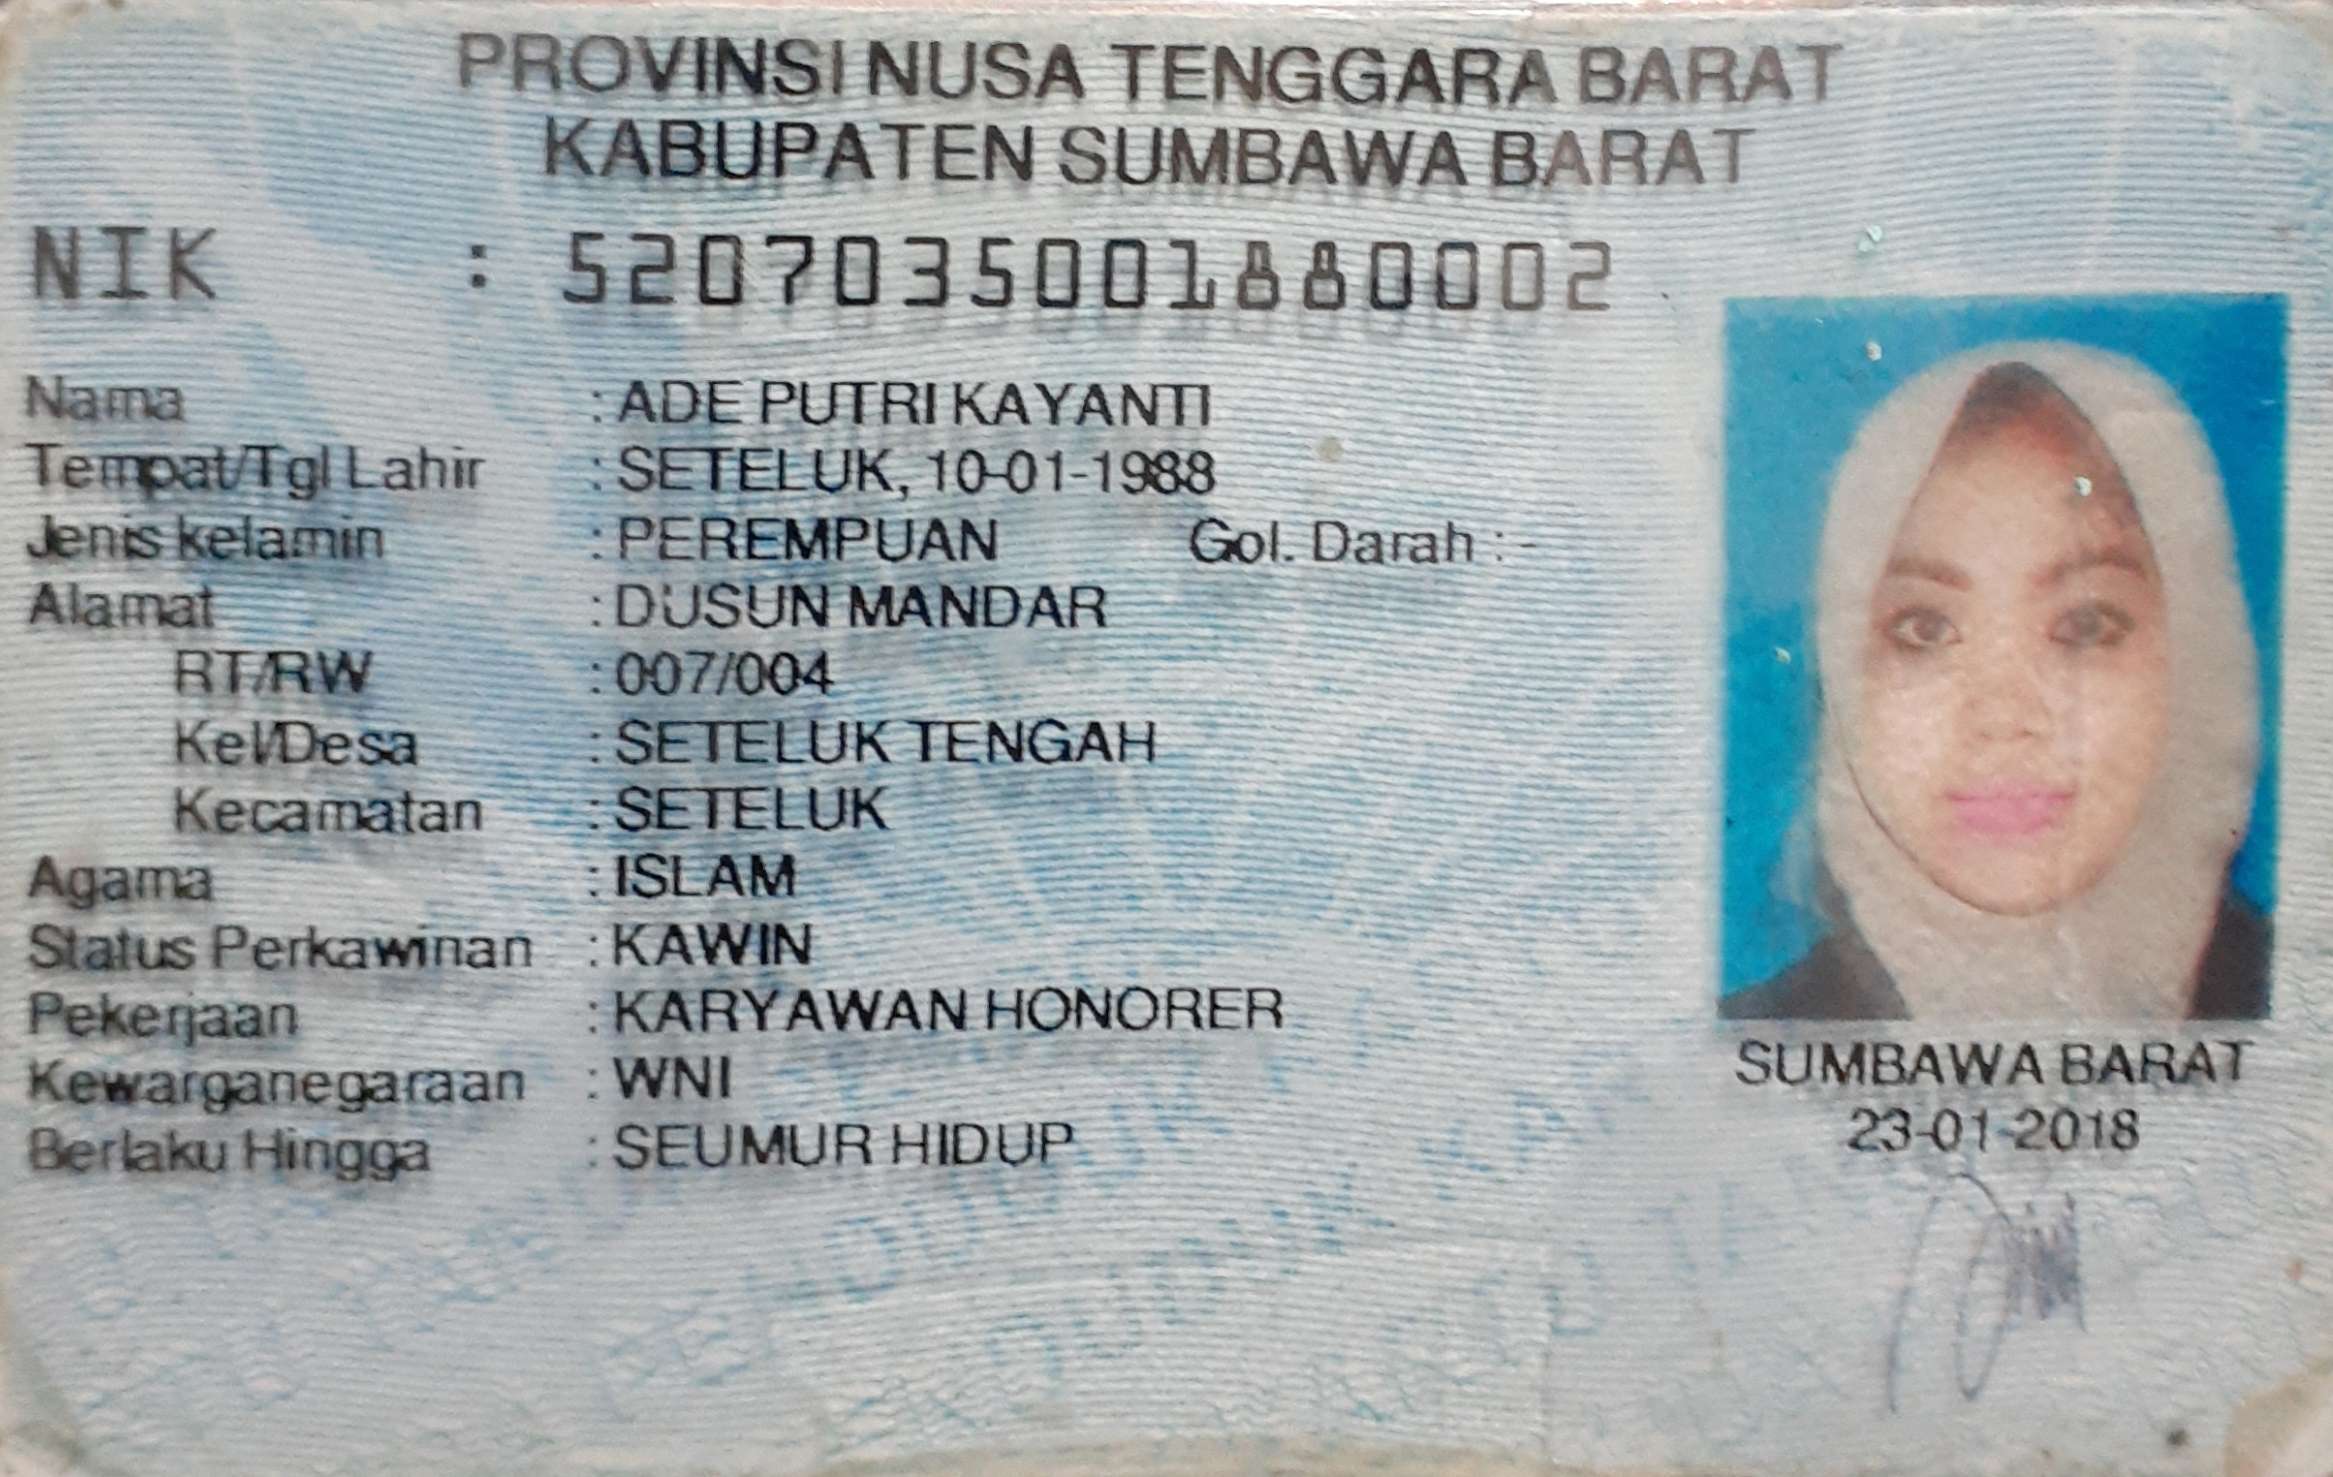 PROVINSI NUSA TENGGARA BARAT
KABUPATEN SUMBAWA BARAT
NIK : 5207035001880002
Nama : ADE PUTRI KAYANTI
Tempat/Tgl Lahir : SETELUK, 10-01-1988
Jenis kelamin : PEREMPUAN Gol. Darah : -
Alamat : DUSUN MANDAR
RT/RW : 007/004
Kel/Desa : SETELUK TENGAH
Kecamatan : SETELUK
Agama : ISLAM
Status Perkawinan : KAWIN
Pekerjaan : KARYAWAN HONORER
Kewarganegaraan : WNI
Berlaku Hingga : SEUMUR HIDUP
SUMBAWA BARAT
23-01-2018